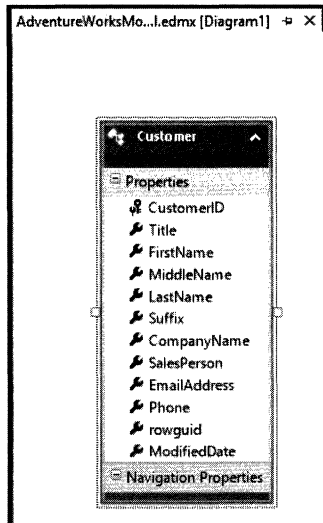 AdventureWorksMo...l.edmx [Diagram1]
Customer
Properties
CustomerID
Title
FirstName
MiddleName
LastName
Suffix
CompanyName
SalesPerson
EmailAddress
Phone
rowguid
ModifiedDate
Navigation Properties